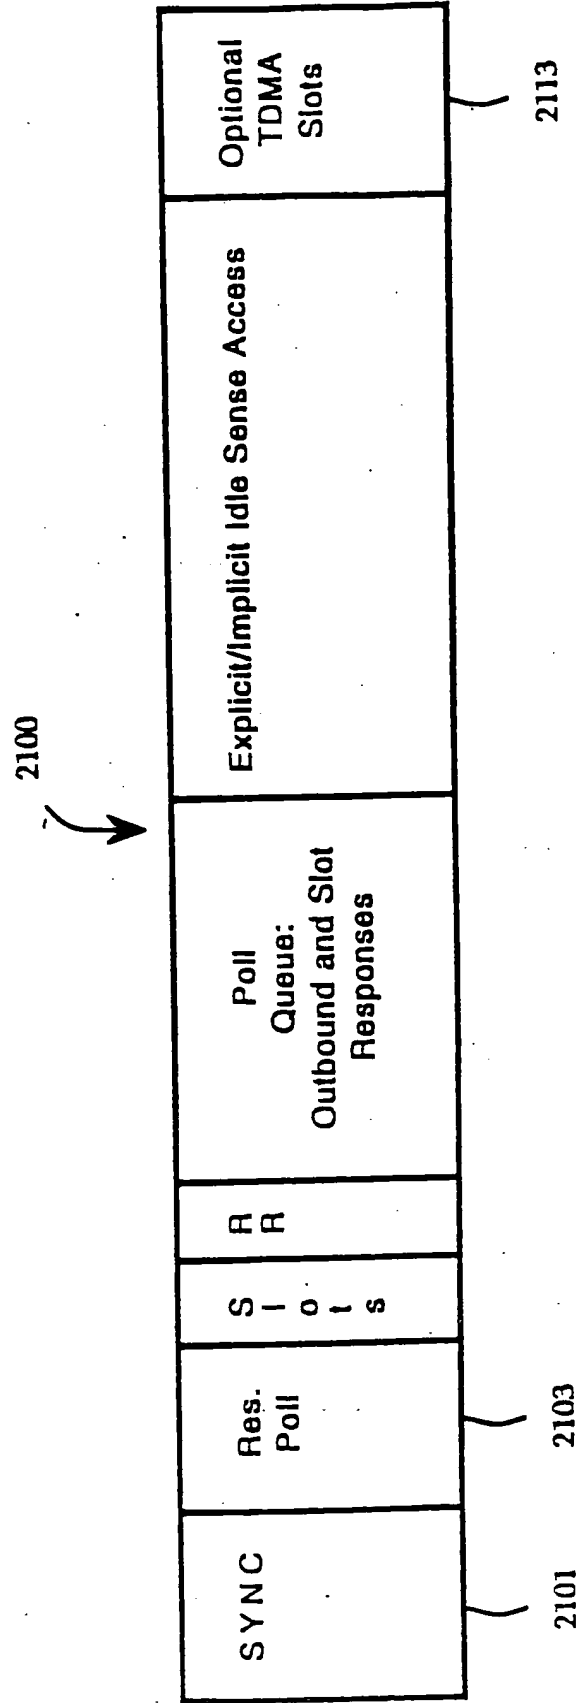 2100
SYNC
Res.
Poll
S
l
o
t
s
R
R
Poll
Queue:
Outbound and Slot
Responses
Explicit/Implicit Idle Sense Access
Optional
TDMA
Slots
2101
2103
2113